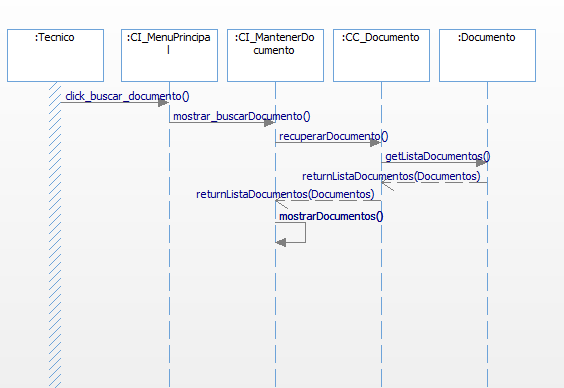 :Tecnico
:CI_MenuPrincipa
l
:CI_MantenerDo
cumento
:CC_Documento
:Documento
click_buscar_documento()
mostrar_buscarDocumento()
recuperarDocumento()
getListaDocumentos()
returnListaDocumentos(Documentos)
returnListaDocumentos(Documentos)
mostrarDocumentos()